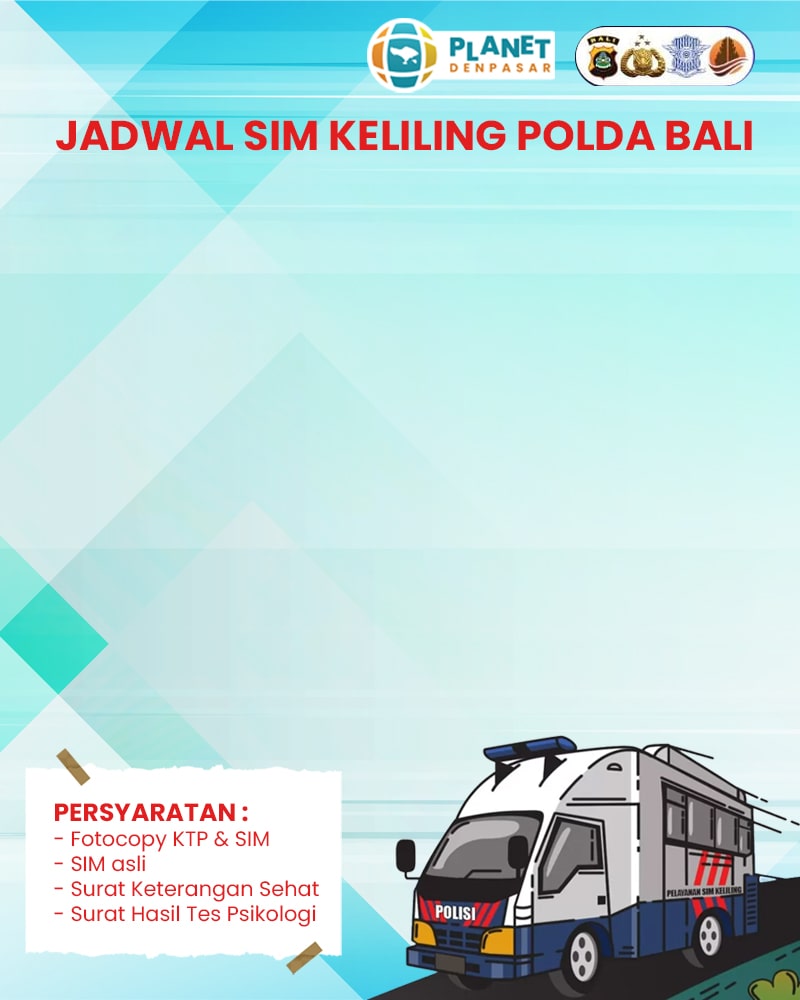 PLANET
DENPASAR
BALI
JADWAL SIM KELILING POLDA BALI
PERSYARATAN :
- Fotocopy KTP & SIM
- SIM asli
- Surat Keterangan Sehat
- Surat Hasil Tes Psikologi
POLISI
PELAYANAN SIM KELILING